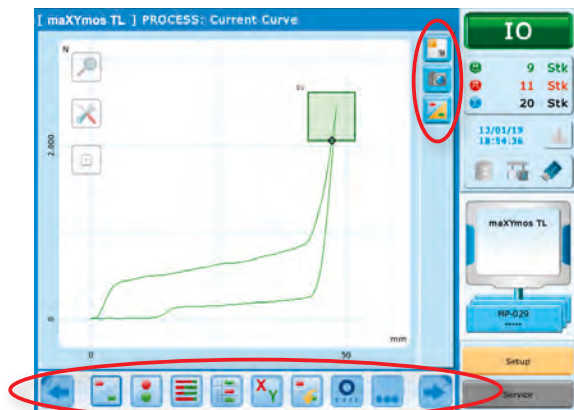 [ maXYmos TL ] PROCESS: Current Curve
N
2.000
0
0
50
mm
X
Y
IO
9 Stk
11 Stk
20 Stk
13/01/19
18:54:36
maXYmos TL
MP-029
-----
Setup
Service